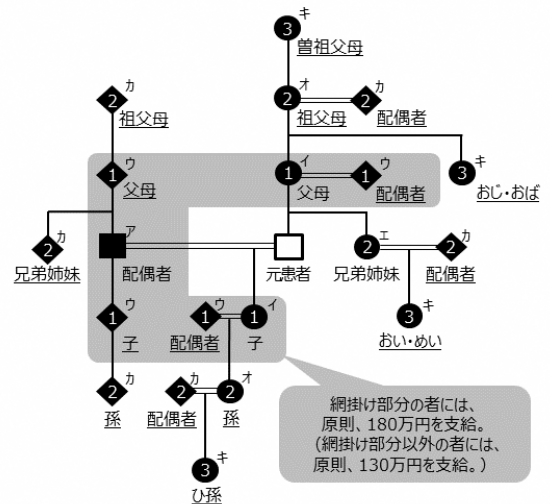 3 キ
曽祖父母
2 カ
祖父母
2 オ
祖父母
2 カ
配偶者
1 ウ
父母
1 イ
父母
1 ウ
配偶者
3 キ
おじ・おば
2 カ
兄弟姉妹
ア
配偶者
元患者
2 エ
兄弟姉妹
2 カ
配偶者
1 ウ
子
1 ウ
配偶者
1 イ
子
3 キ
おい・めい
2 カ
孫
2 カ
配偶者
2 オ
孫
3 キ
ひ孫
網掛け部分の者には、
原則、180万円を支給。
(網掛け部分以外の者には、
原則、130万円を支給。)